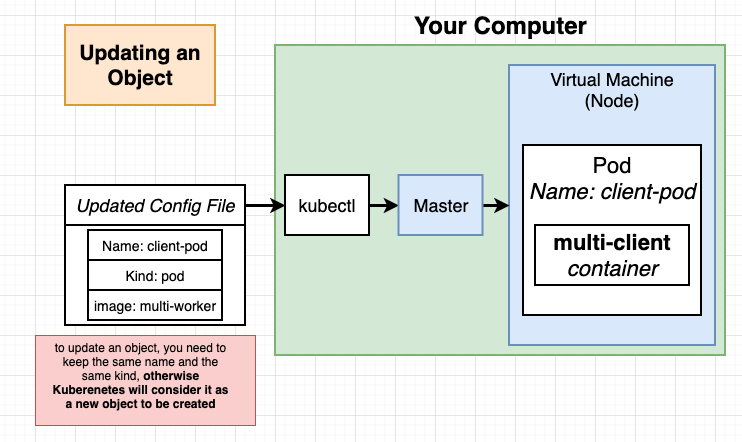 Your Computer
Updating an
Object
Virtual Machine
(Node)
Pod
Name: client-pod
multi-client
container
kubectl
Master
Updated Config File
Name: client-pod
Kind: pod
image: multi-worker
to update an object, you need to
keep the same name and the
same kind, otherwise
Kuberenetes will consider it as
a new object to be created